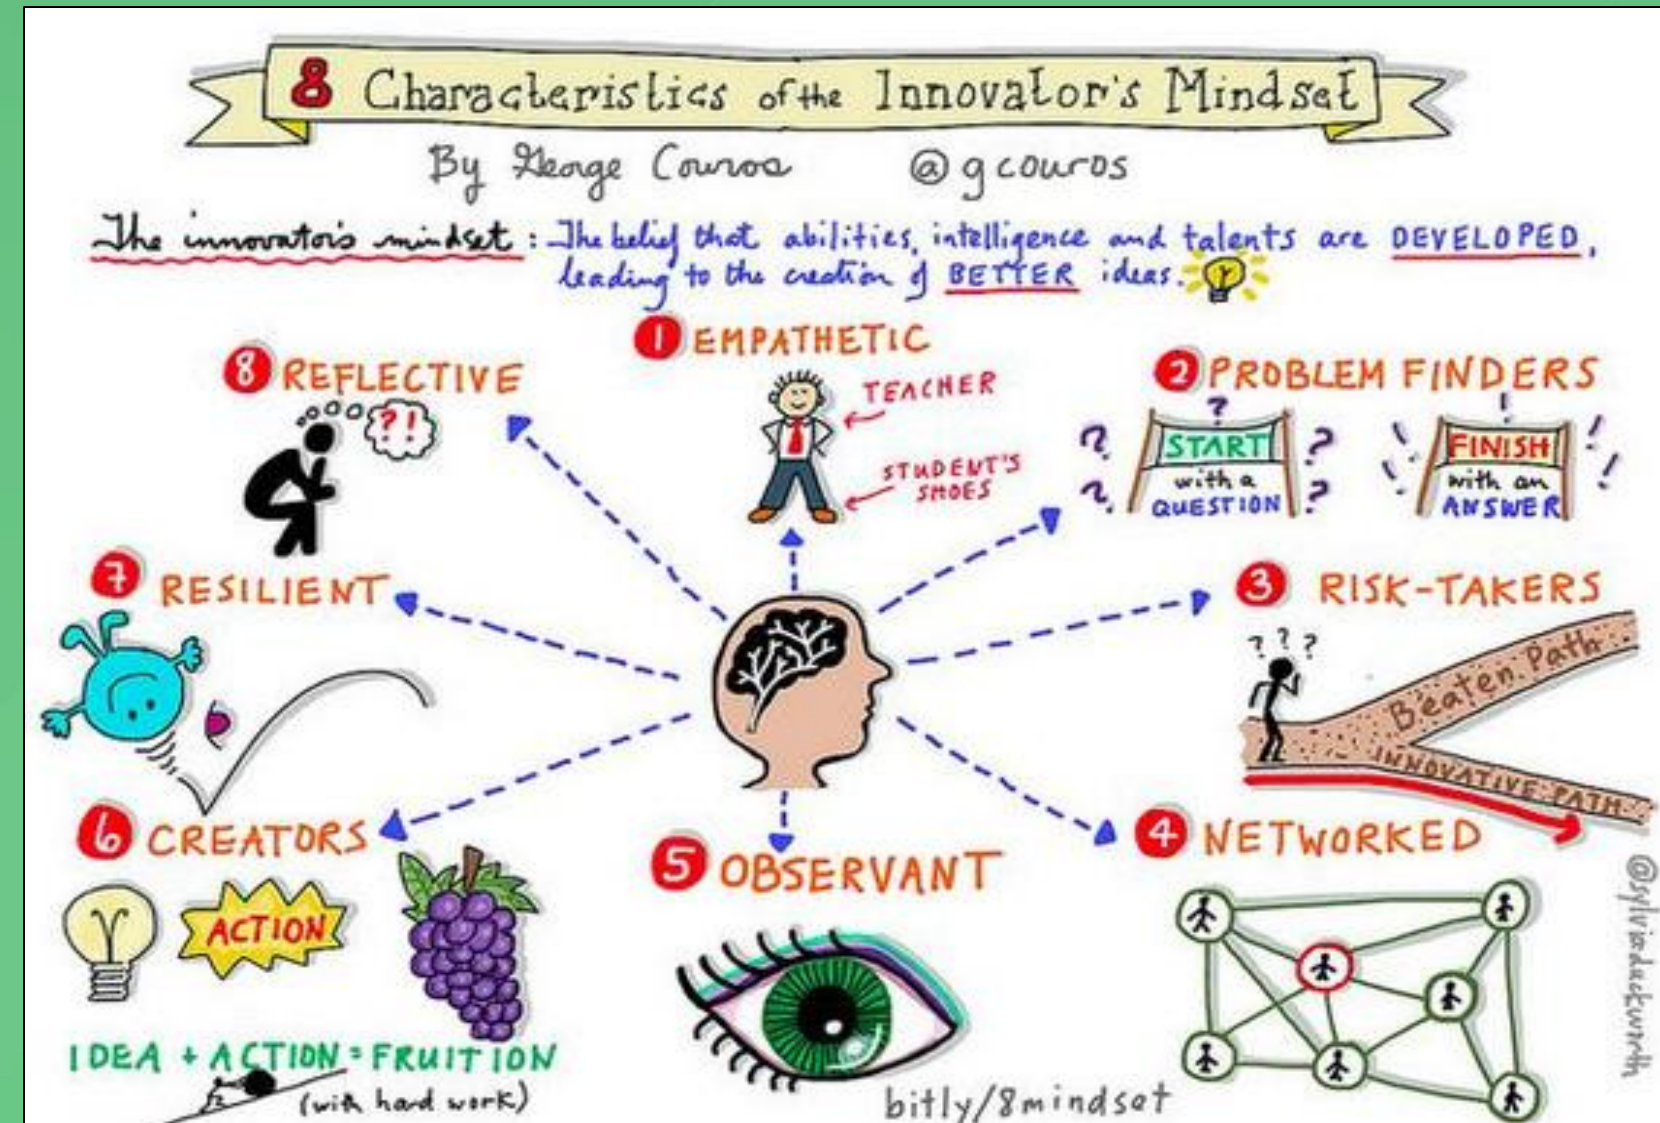 8 Characteristics of the Innovator's Mindset
By George Couros @gcouros
The innovator's mindset: The belief that abilities, intelligence and talents are DEVELOPED,
leading to the creation of BETTER ideas.
1 EMPATHETIC
TEACHER
STUDENT'S
SHOES
2 PROBLEM FINDERS
? ? ? ? ?
START
with a
QUESTION
! ! ! ! !
FINISH
with an
ANSWER
3 RISK-TAKERS
? ? ?
Beaten Path
INNOVATIVE PATH
4 NETWORKED
5 OBSERVANT
6 CREATORS
ACTION
IDEA + ACTION = FRUITION
(with hard work)
7 RESILIENT
8 REFLECTIVE
?!
bitly/8mindset
@sylviaduckworth